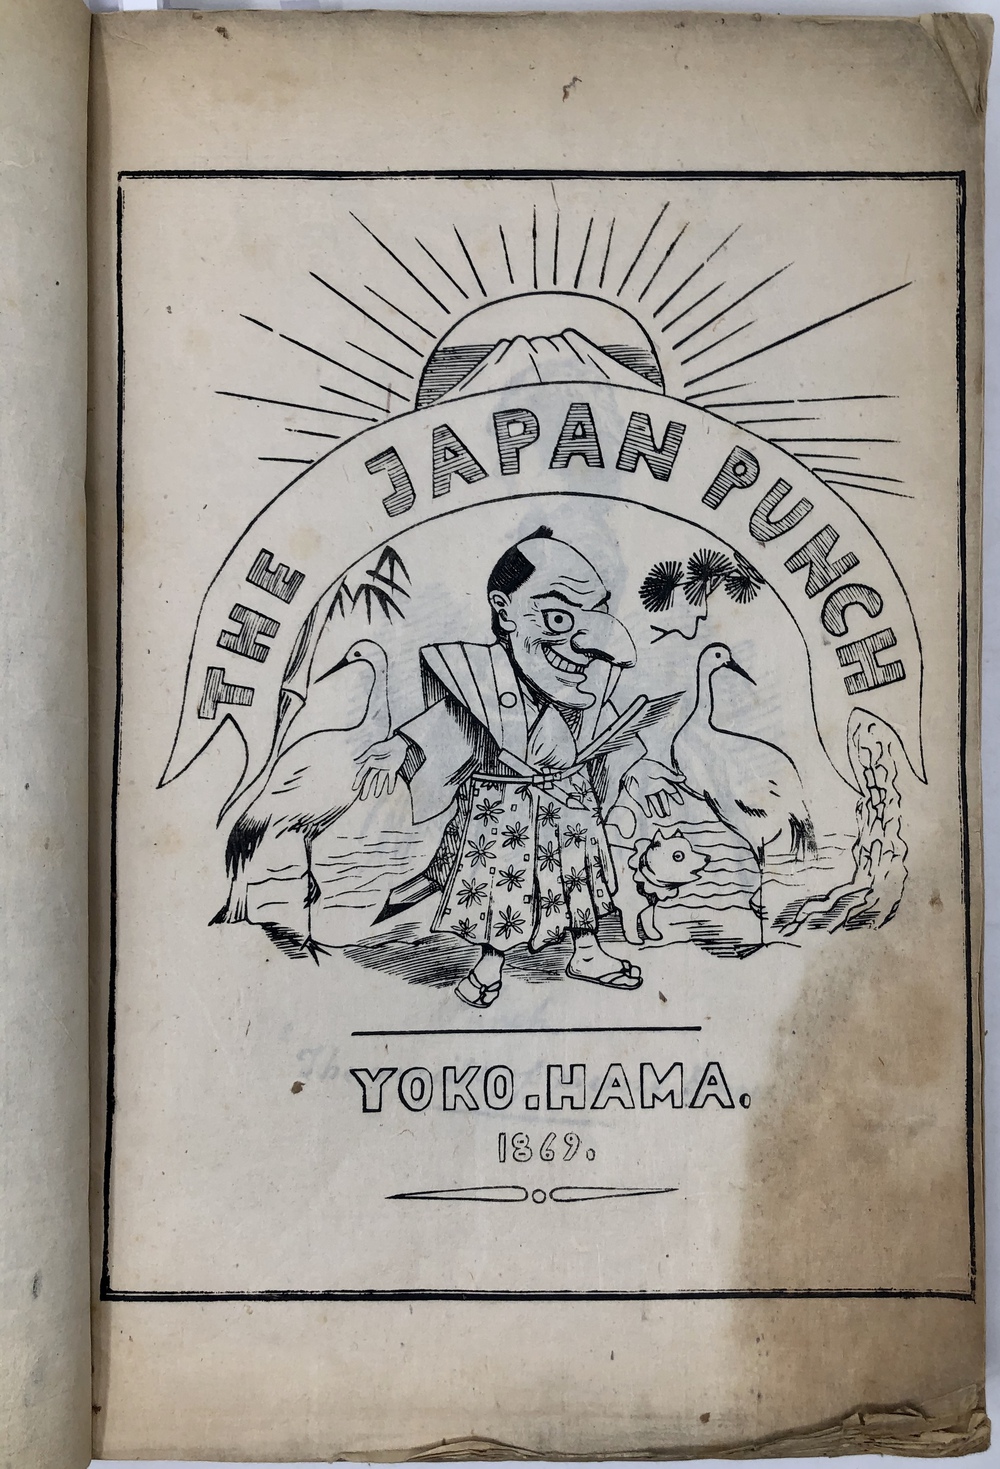 THE JAPAN PUNCH
YOKO.HAMA.
1869.